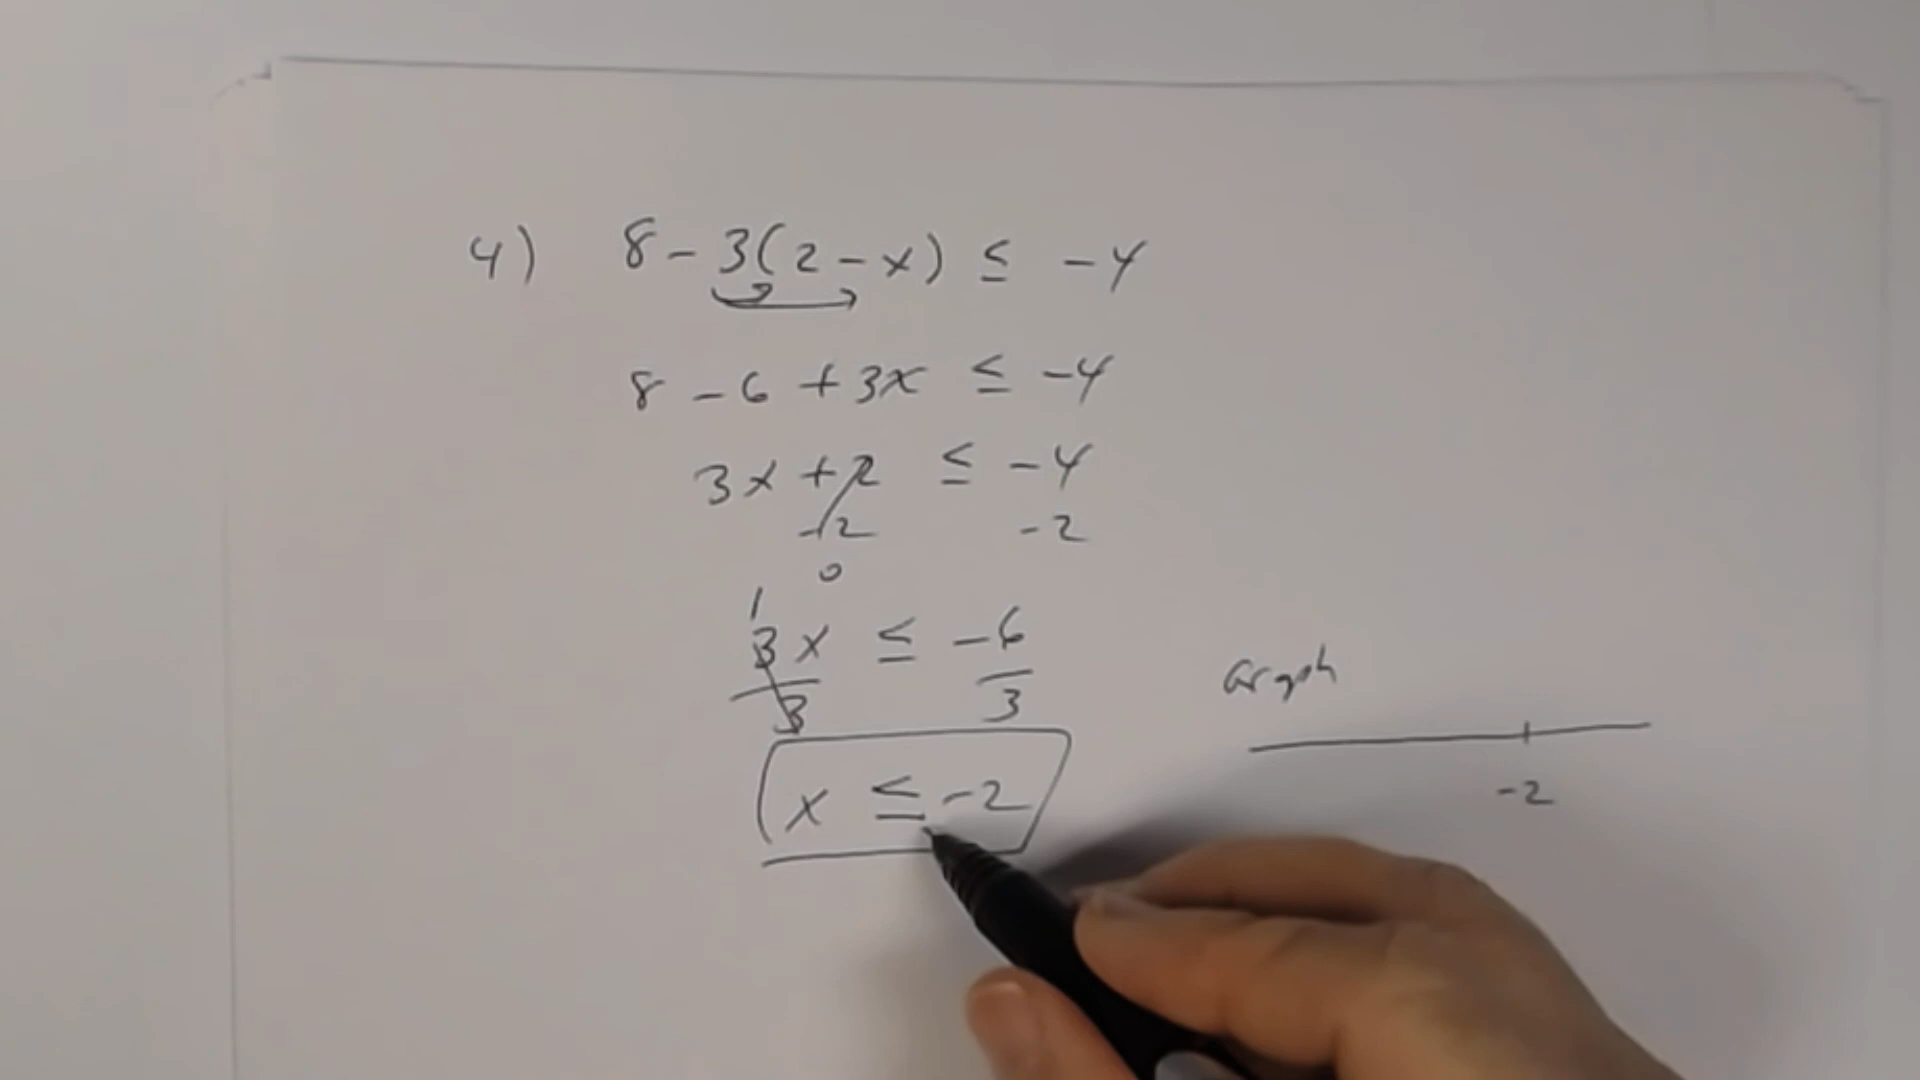 4) 8 - 3(2 - x) ≤ -4
8 - 6 + 3x ≤ -4
3x + 2 ≤ -4
-2 -2
0
1
3x ≤ -6
3 3
x ≤ -2
Graph
-2